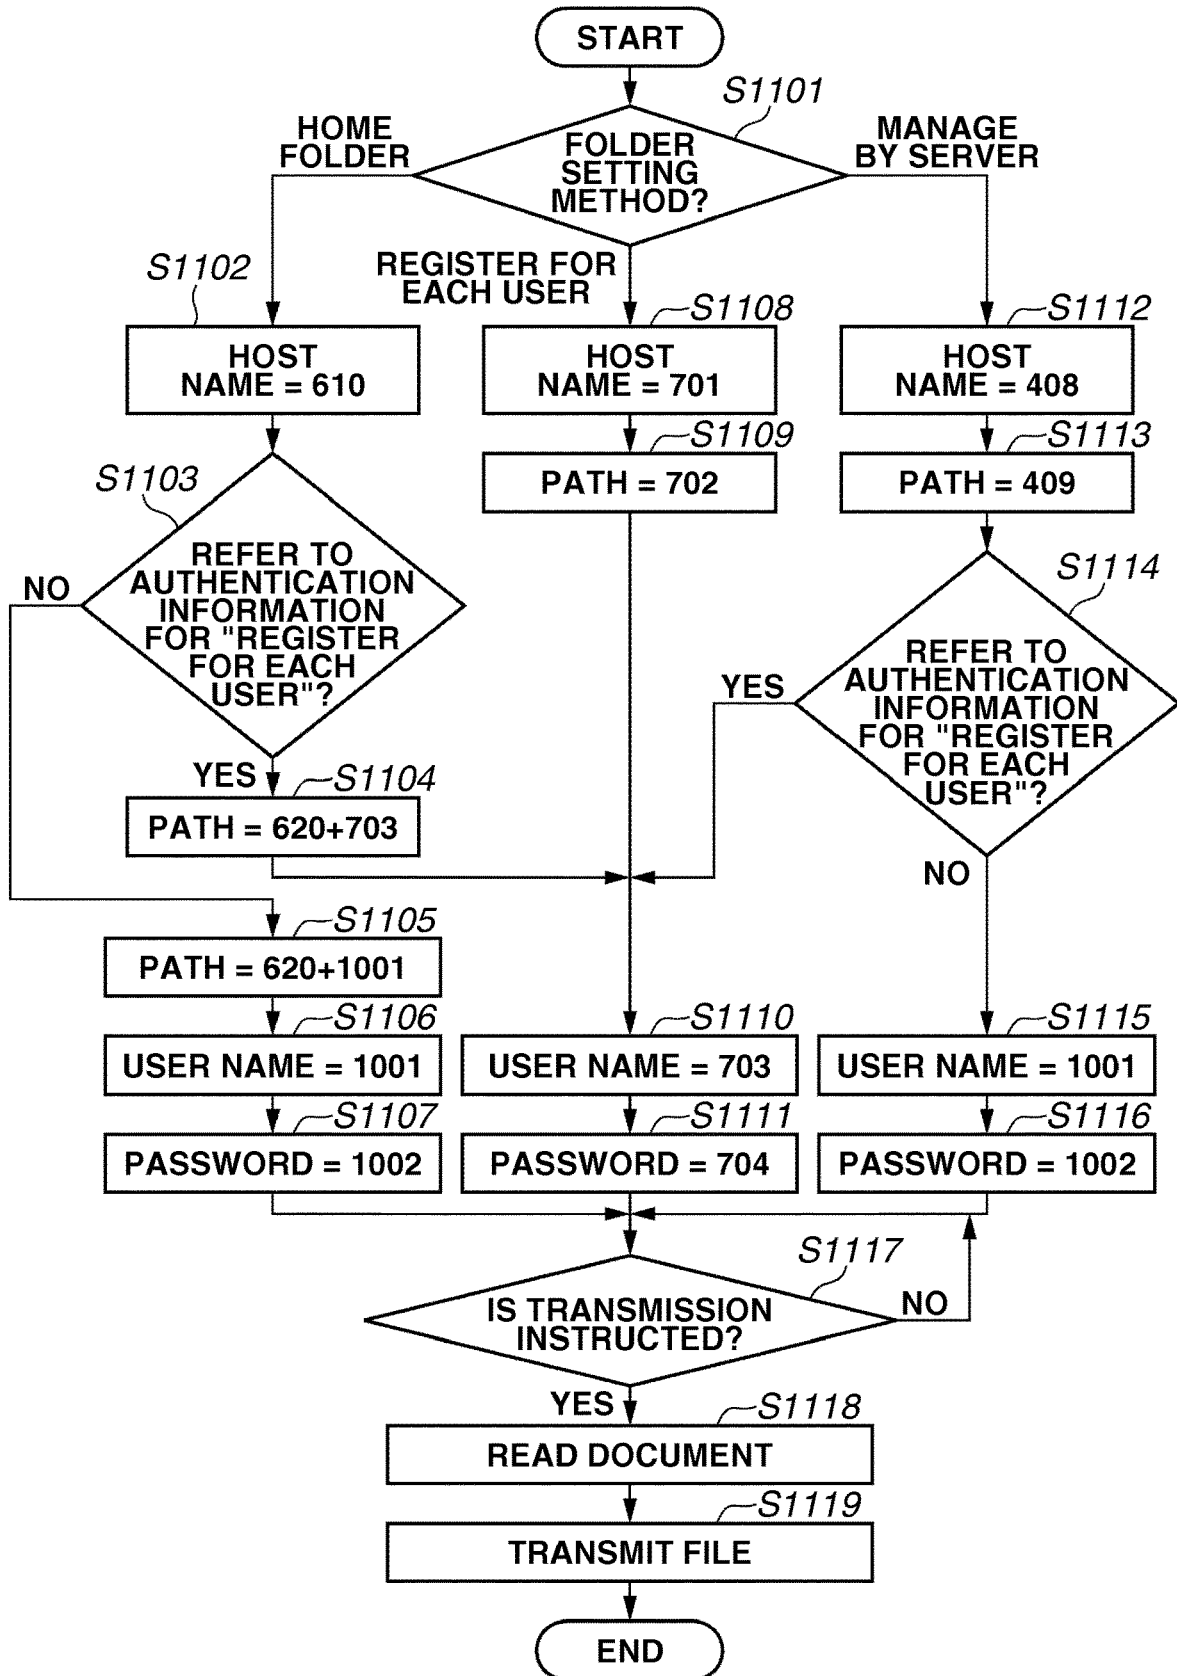 START
S1101
HOME
FOLDER
FOLDER
SETTING
METHOD?
MANAGE
BY SERVER
S1102
REGISTER FOR
EACH USER
S1108
S1112
HOST
NAME = 610
HOST
NAME = 701
HOST
NAME = 408
S1109
S1113
S1103
PATH = 702
PATH = 409
NO
REFER TO
AUTHENTICATION
INFORMATION
FOR "REGISTER
FOR EACH
USER"?
S1114
YES
REFER TO
AUTHENTICATION
INFORMATION
FOR "REGISTER
FOR EACH
USER"?
YES
S1104
PATH = 620+703
NO
S1105
PATH = 620+1001
S1106
S1110
S1115
USER NAME = 1001
USER NAME = 703
USER NAME = 1001
S1107
S1111
S1116
PASSWORD = 1002
PASSWORD = 704
PASSWORD = 1002
S1117
IS TRANSMISSION
INSTRUCTED?
NO
YES
S1118
READ DOCUMENT
S1119
TRANSMIT FILE
END